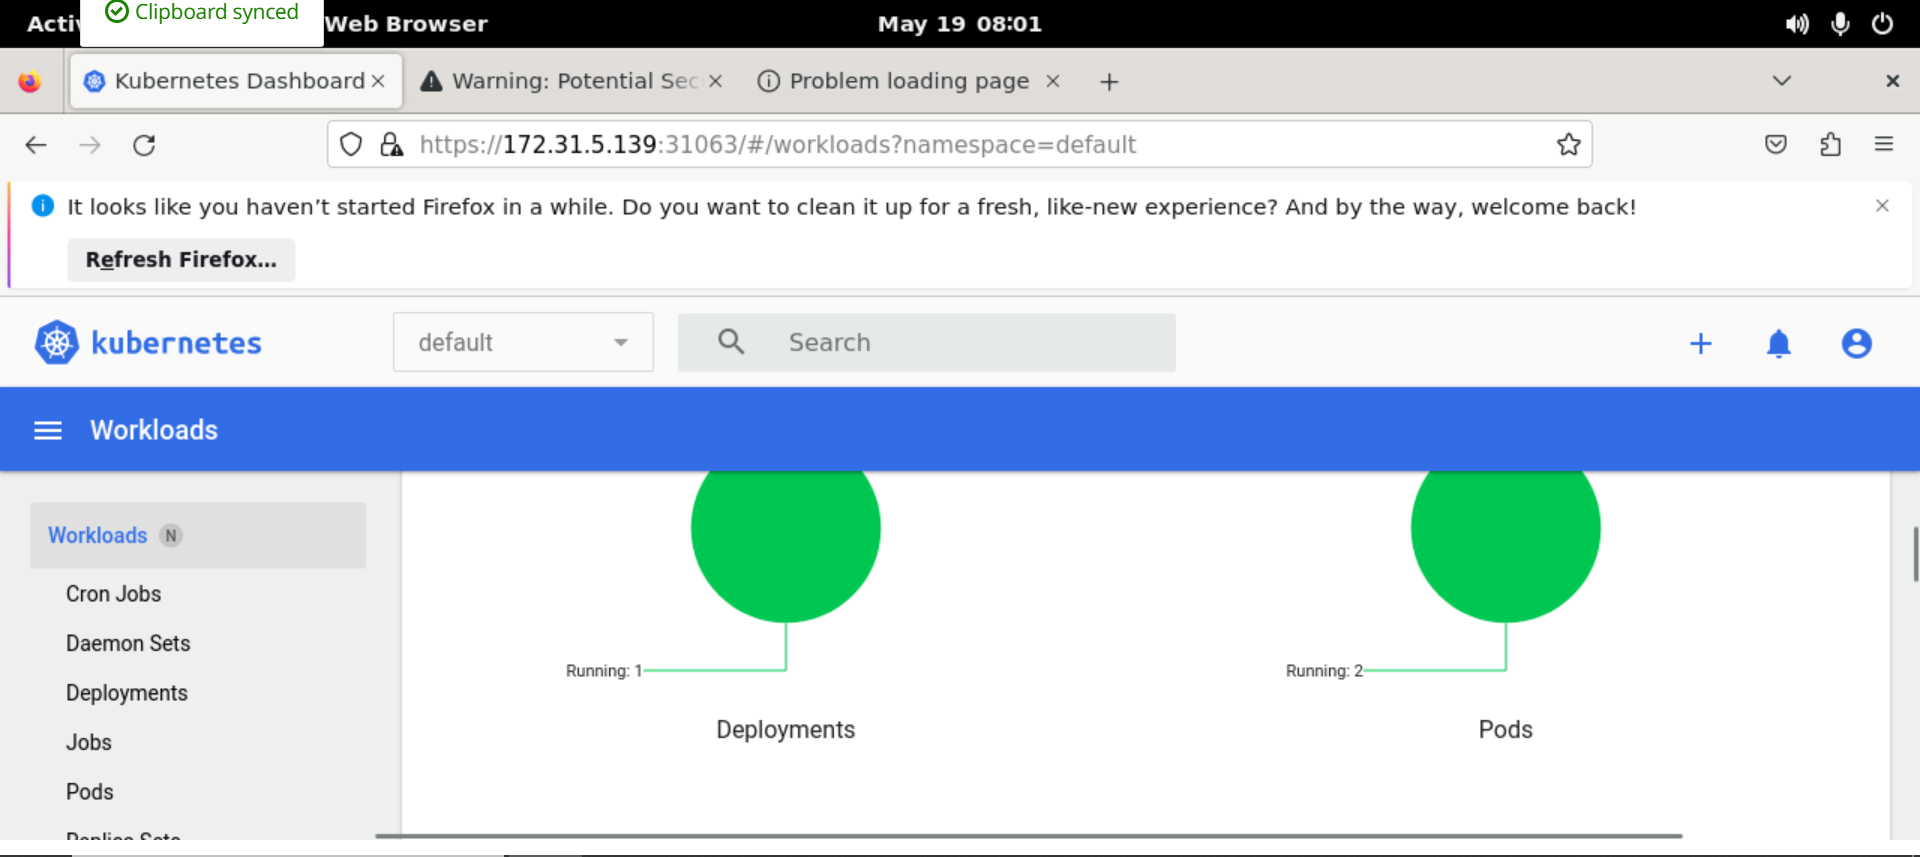 Activ
Clipboard synced
Web Browser
May 19 08:01
Kubernetes Dashboard
Warning: Potential Sec
Problem loading page
https://172.31.5.139:31063/#/workloads?namespace=default
It looks like you haven’t started Firefox in a while. Do you want to clean it up for a fresh, like-new experience? And by the way, welcome back!
Refresh Firefox...
kubernetes
default
Search
Workloads
Workloads N
Cron Jobs
Daemon Sets
Deployments
Jobs
Pods
Replica Sets
Running: 1
Deployments
Running: 2
Pods